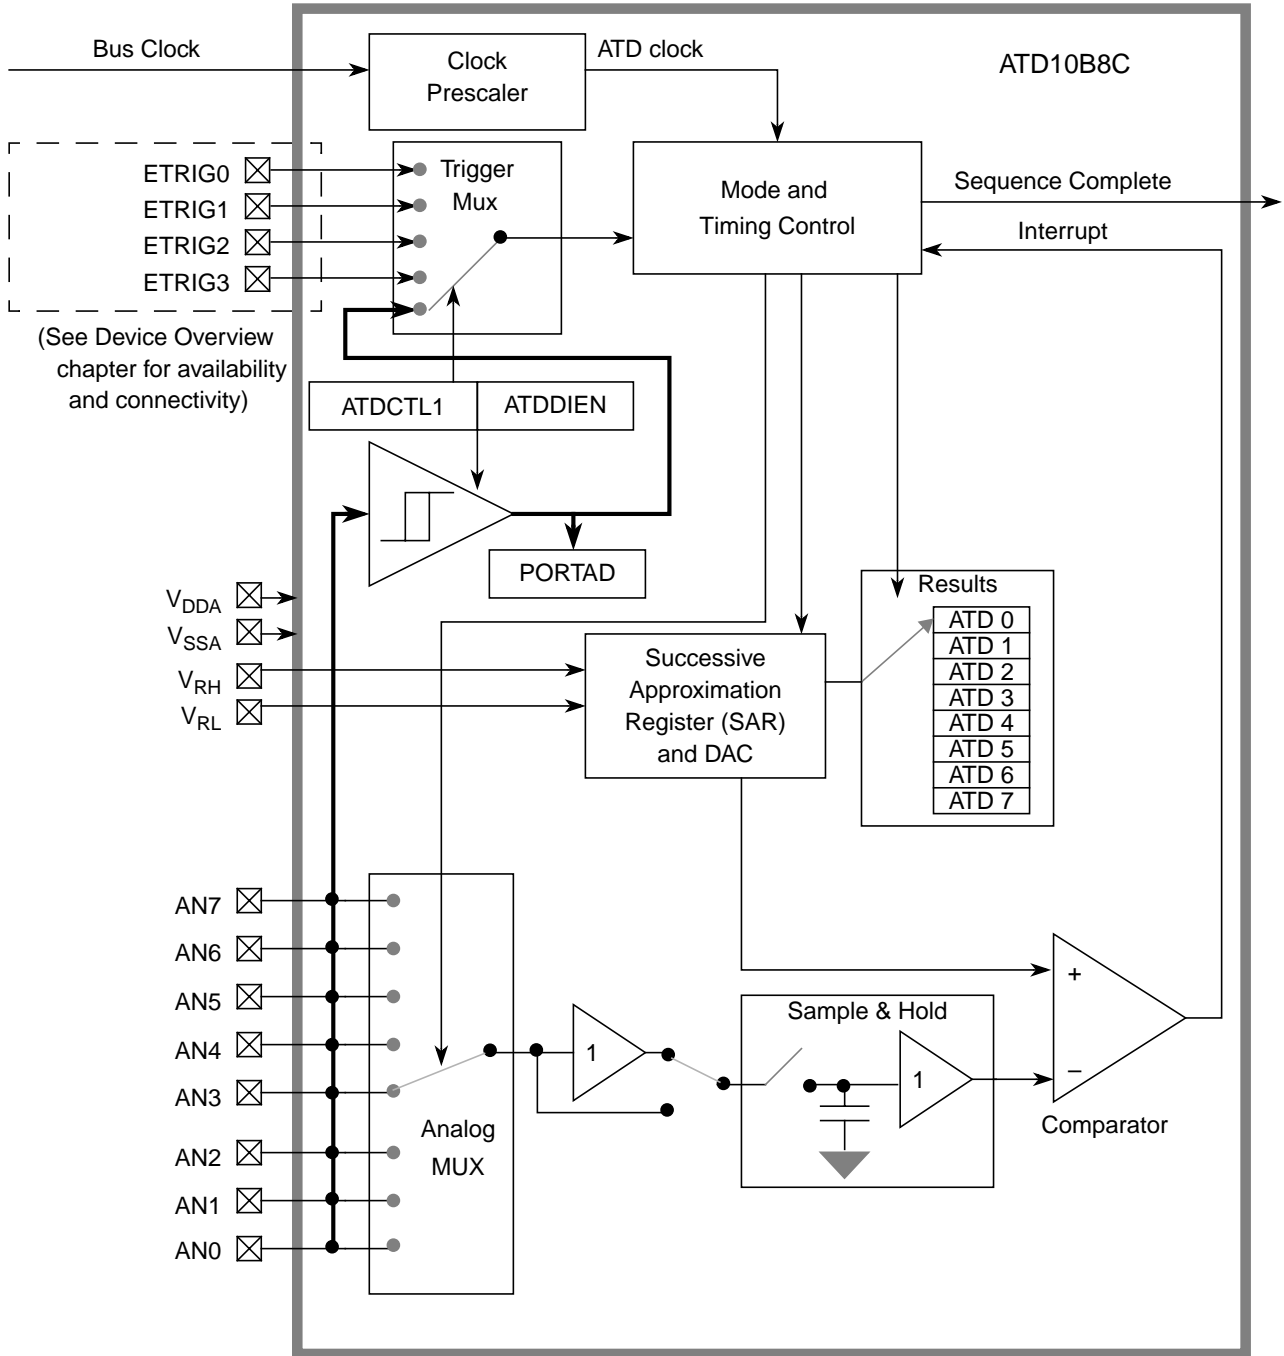 Bus Clock
Clock
Prescaler
ATD clock
ATD10B8C
ETRIG0
ETRIG1
ETRIG2
ETRIG3
(See Device Overview
chapter for availability
and connectivity)
Trigger
Mux
Mode and
Timing Control
Sequence Complete
Interrupt
ATDCTL1
ATDDIEN
PORTAD
VDDA
VSSA
VRH
VRL
Successive
Approximation
Register (SAR)
and DAC
Results
ATD 0
ATD 1
ATD 2
ATD 3
ATD 4
ATD 5
ATD 6
ATD 7
AN7
AN6
AN5
AN4
AN3
AN2
AN1
AN0
Analog
MUX
1
Sample & Hold
1
+
–
Comparator